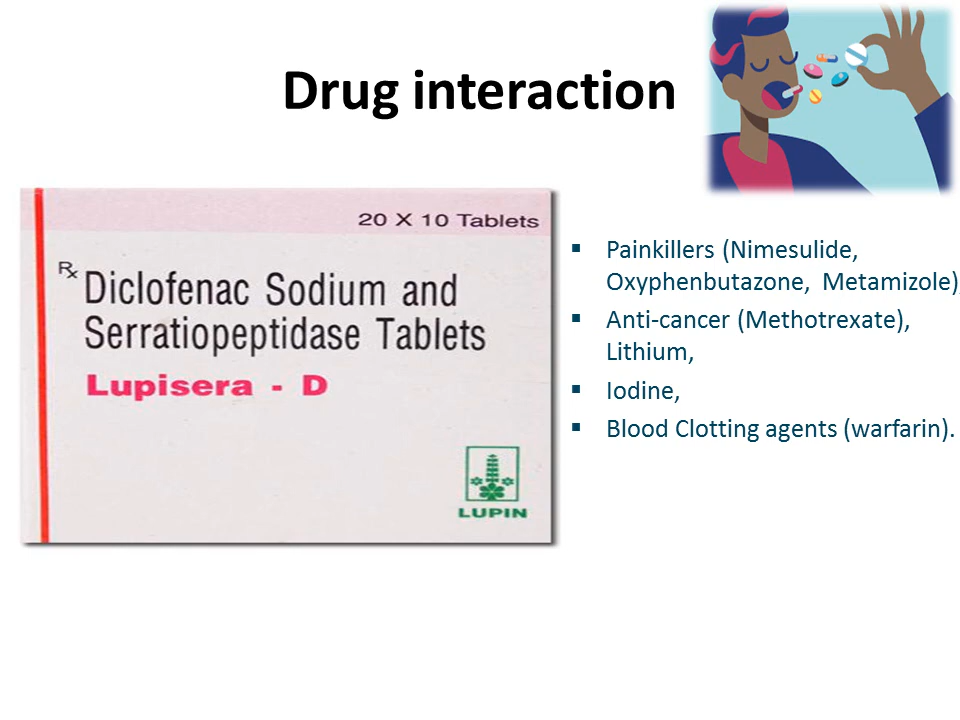 Drug interaction
20 X 10 Tablets
Rx Diclofenac Sodium and
Serratiopeptidase Tablets
Lupisera - D
LUPIN
▪ Painkillers (Nimesulide,
Oxyphenbutazone, Metamizole),
▪ Anti-cancer (Methotrexate),
Lithium,
▪ Iodine,
▪ Blood Clotting agents (warfarin).